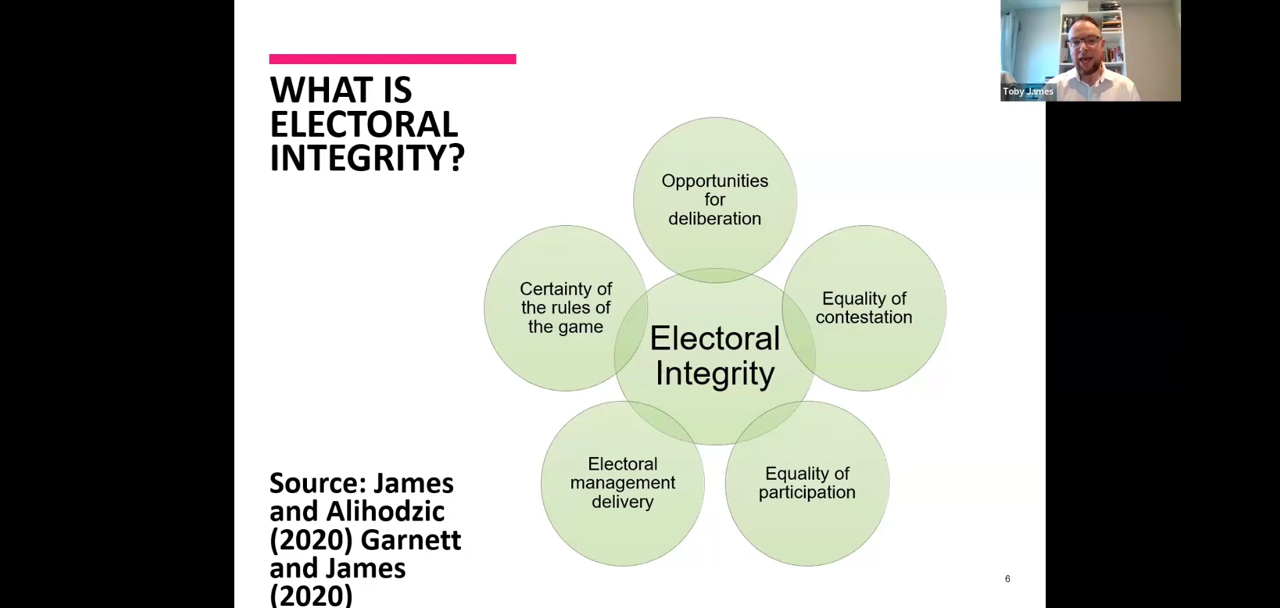 WHAT IS
ELECTORAL
INTEGRITY?
Toby James
Opportunities
for
deliberation
Certainty of
the rules of
the game
Equality of
contestation
Electoral
Integrity
Electoral
management
delivery
Equality of
participation
Source: James
and Alihodzic
(2020) Garnett
and James
(2020)
6